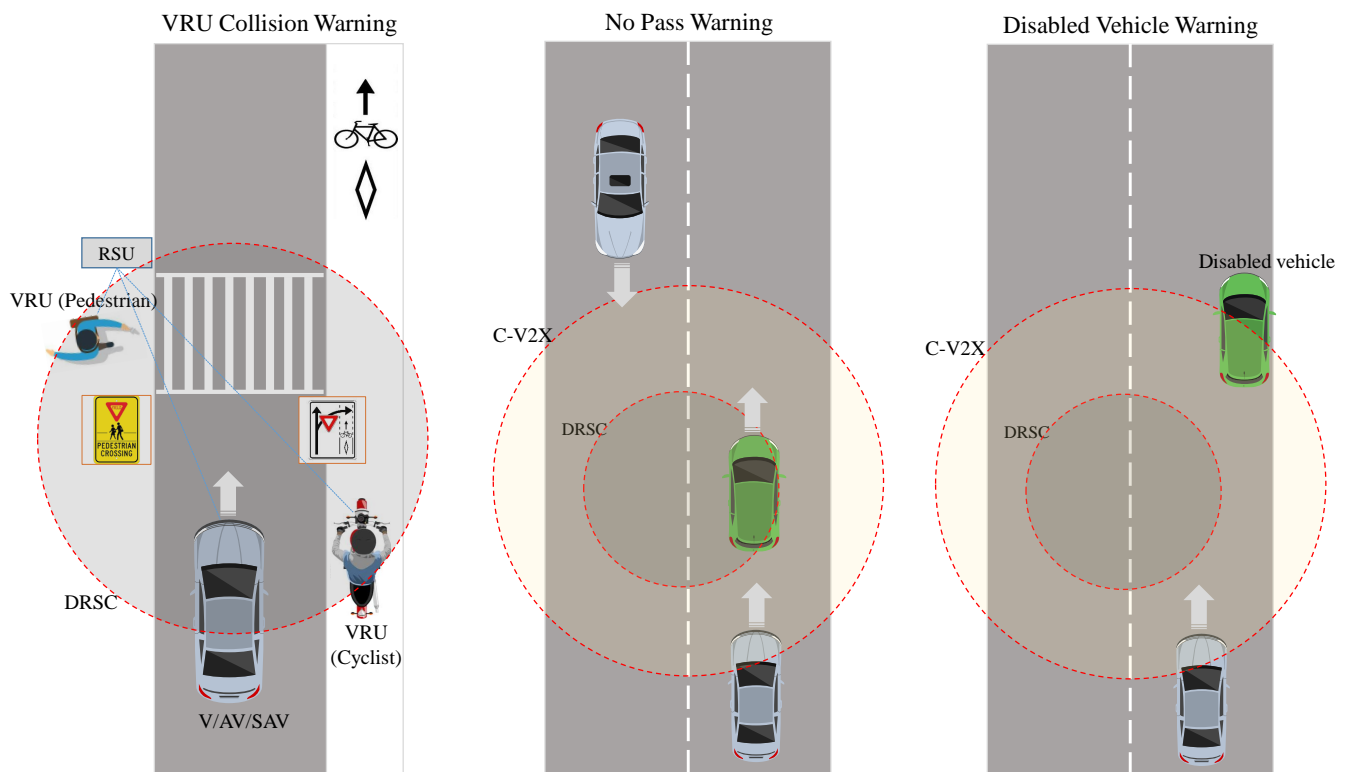 VRU Collision Warning
RSU
VRU (Pedestrian)
PEDESTRIAN
CROSSING
DRSC
VRU
(Cyclist)
V/AV/SAV
No Pass Warning
C-V2X
DRSC
Disabled Vehicle Warning
Disabled vehicle
C-V2X
DRSC